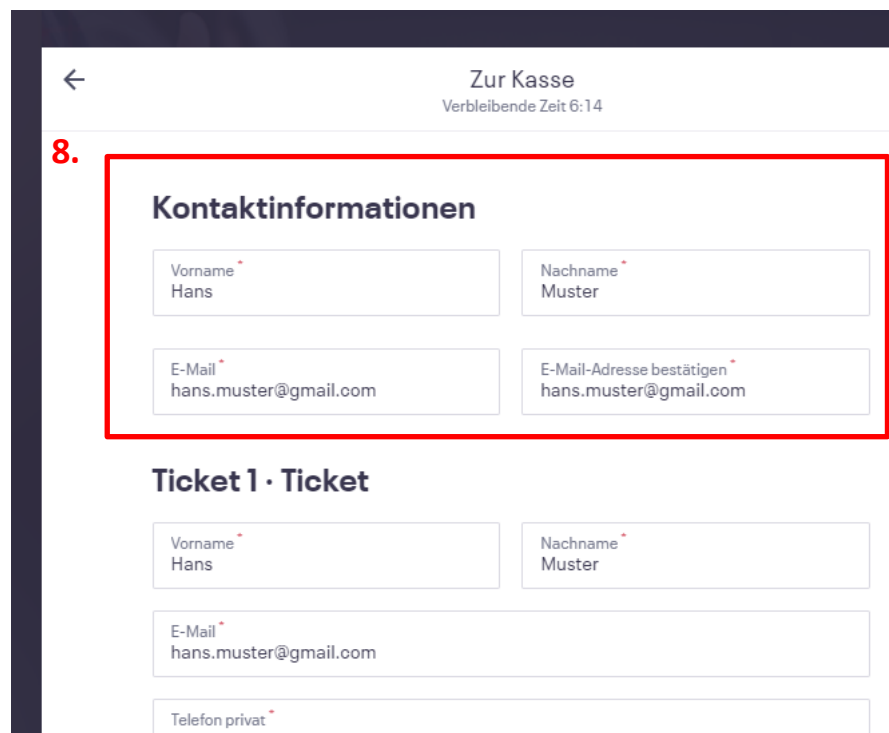 Zur Kasse
Verbleibende Zeit 6:14
8.
Kontaktinformationen
Vorname * Nachname *
Hans Muster
E-Mail * E-Mail-Adresse bestätigen *
hans.muster@gmail.com hans.muster@gmail.com
Ticket 1 · Ticket
Vorname * Nachname *
Hans Muster
E-Mail *
hans.muster@gmail.com
Telefon privat *